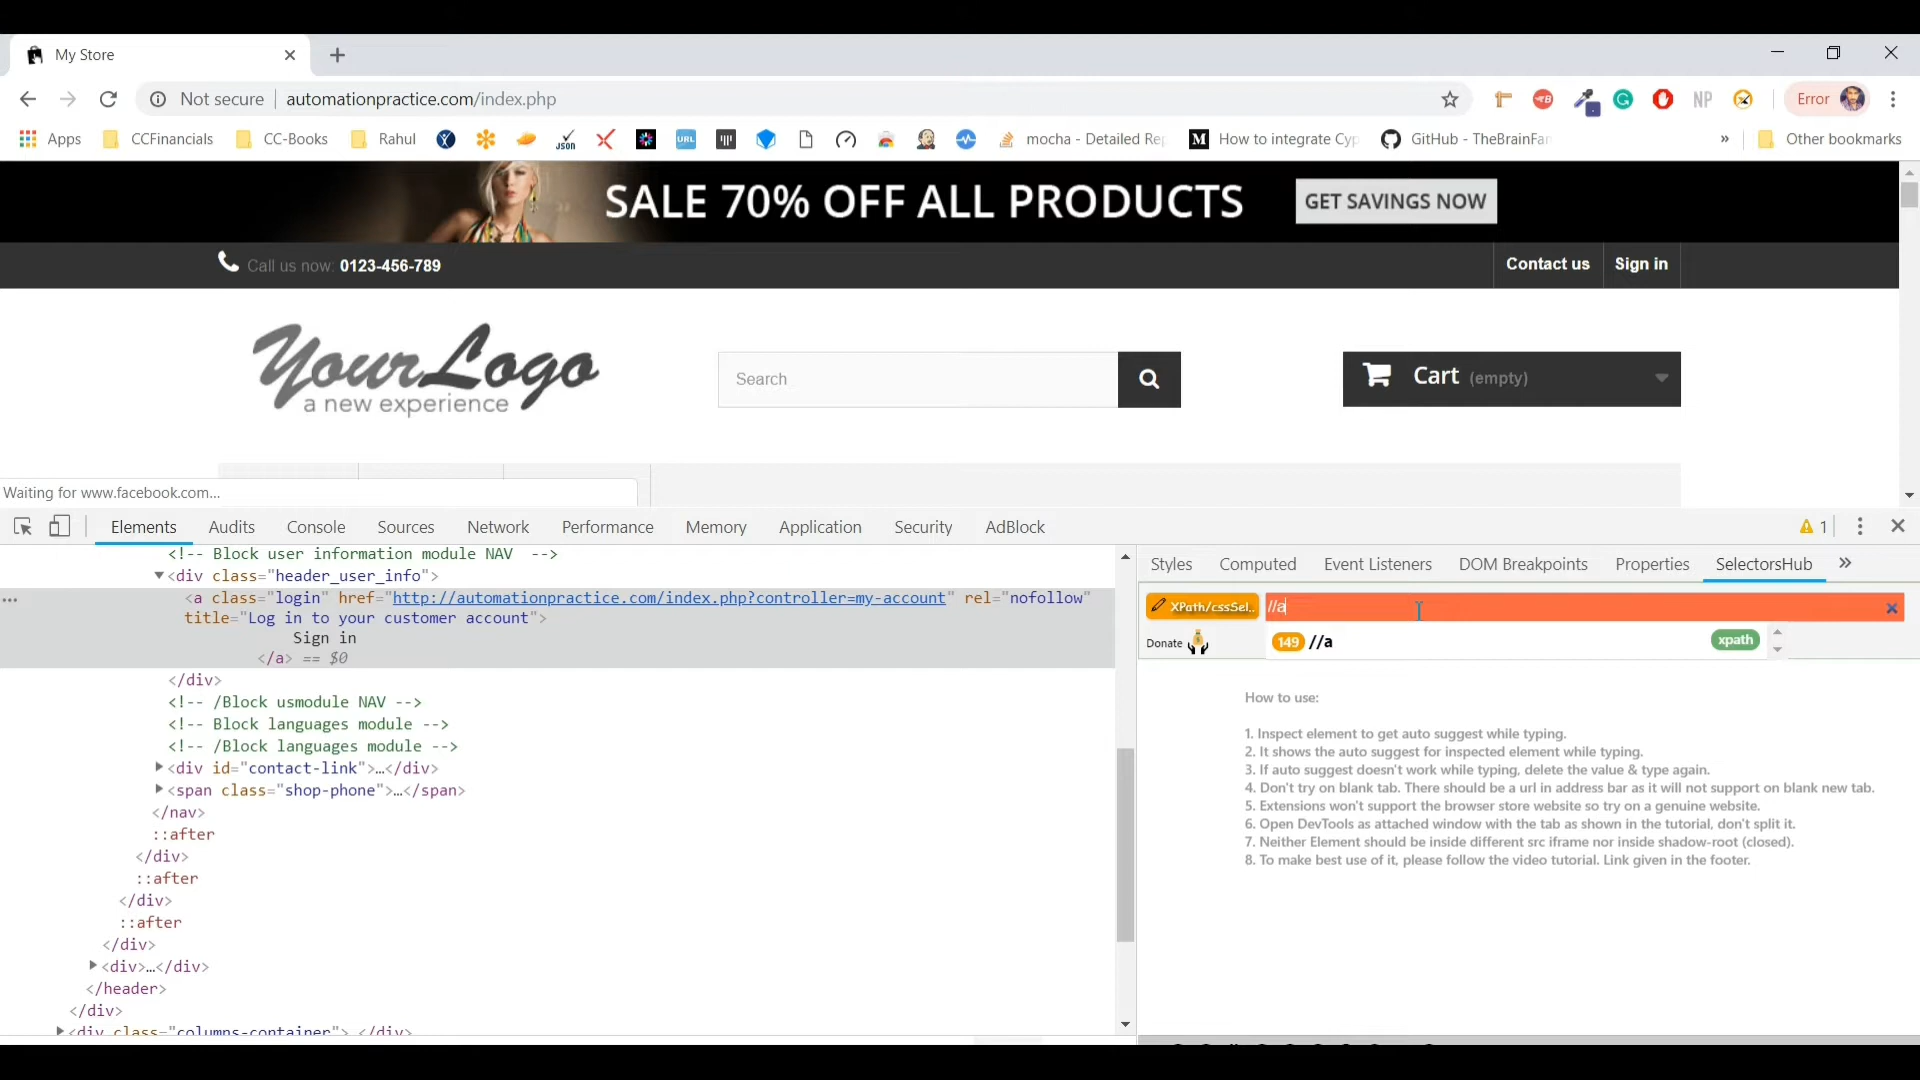 My Store
Not secure automationpractice.com/index.php
Error
Apps CCFinancials CC-Books Rahul JSON URL mocha - Detailed Rep How to integrate Cyp GitHub - TheBrainFam Other bookmarks
SALE 70% OFF ALL PRODUCTS GET SAVINGS NOW
Call us now: 0123-456-789 Contact us Sign in
YourLogo
a new experience
Search
Cart (empty)
Waiting for www.facebook.com...
Elements Audits Console Sources Network Performance Memory Application Security AdBlock 1
Styles Computed Event Listeners DOM Breakpoints Properties SelectorsHub
<!-- Block user information module NAV -->
<div class="header_user_info">
<a class="login" href="http://automationpractice.com/index.php?controller=my-account" rel="nofollow"
title="Log in to your customer account">
Sign in
</a> == $0
</div>
<!-- /Block usmodule NAV -->
<!-- Block languages module -->
<!-- /Block languages module -->
<div id="contact-link">…</div>
<span class="shop-phone">…</span>
</nav>
::after
</div>
::after
</div>
::after
</div>
<div>…</div>
</header>
</div>
<div class="columns-container"> </div>
XPath/cssSel.. //a
Donate 149 //a xpath
How to use:
1. Inspect element to get auto suggest while typing.
2. It shows the auto suggest for inspected element while typing.
3. If auto suggest doesn't work while typing, delete the value & type again.
4. Don't try on blank tab. There should be a url in address bar as it will not support on blank new tab.
5. Extensions won't support the browser store website so try on a genuine website.
6. Open DevTools as attached window with the tab as shown in the tutorial, don't split it.
7. Neither Element should be inside different src iframe nor inside shadow-root (closed).
8. To make best use of it, please follow the video tutorial. Link given in the footer.